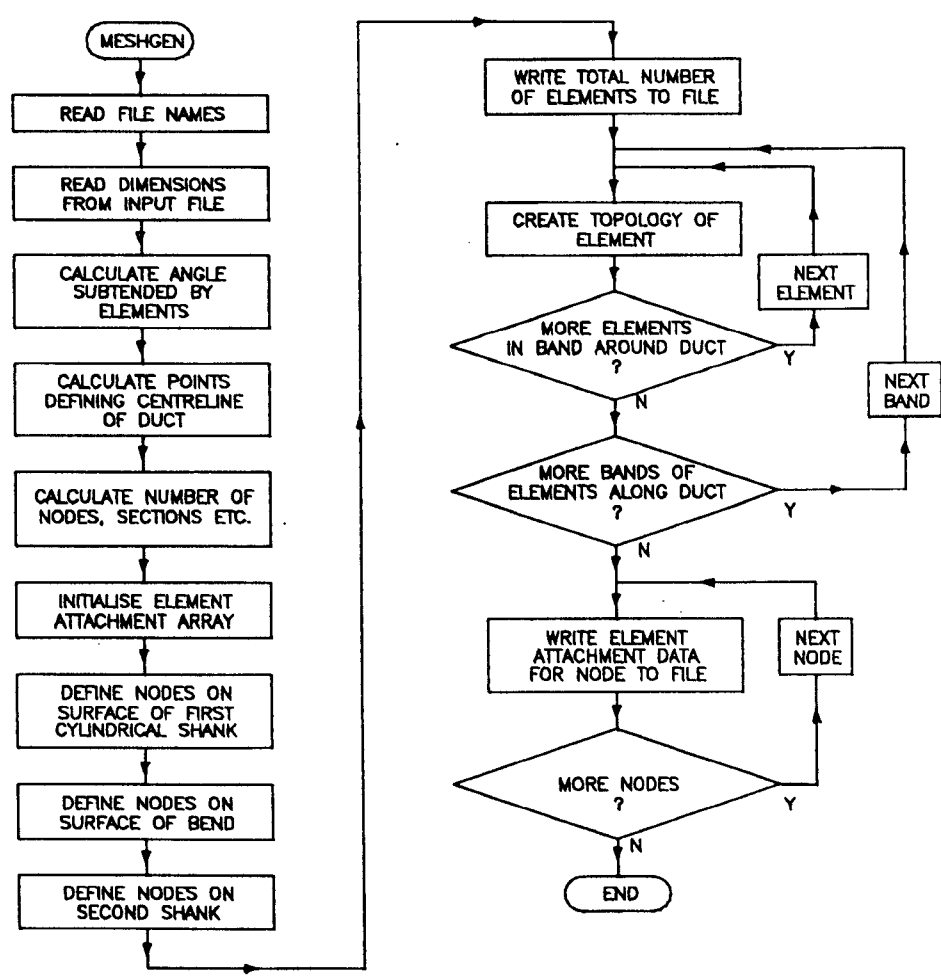 MESHGEN
READ FILE NAMES
READ DIMENSIONS
FROM INPUT FILE
CALCULATE ANGLE
SUBTENDED BY
ELEMENTS
CALCULATE POINTS
DEFINING CENTRELINE
OF DUCT
CALCULATE NUMBER OF
NODES, SECTIONS ETC.
INITIALISE ELEMENT
ATTACHMENT ARRAY
DEFINE NODES ON
SURFACE OF FIRST
CYLINDRICAL SHANK
DEFINE NODES ON
SURFACE OF BEND
DEFINE NODES ON
SECOND SHANK
WRITE TOTAL NUMBER
OF ELEMENTS TO FILE
CREATE TOPOLOGY OF
ELEMENT
NEXT
ELEMENT
MORE ELEMENTS
IN BAND AROUND DUCT
?
Y
N
NEXT
BAND
MORE BANDS OF
ELEMENTS ALONG DUCT
?
Y
N
WRITE ELEMENT
ATTACHMENT DATA
FOR NODE TO FILE
NEXT
NODE
MORE NODES
?
Y
N
END